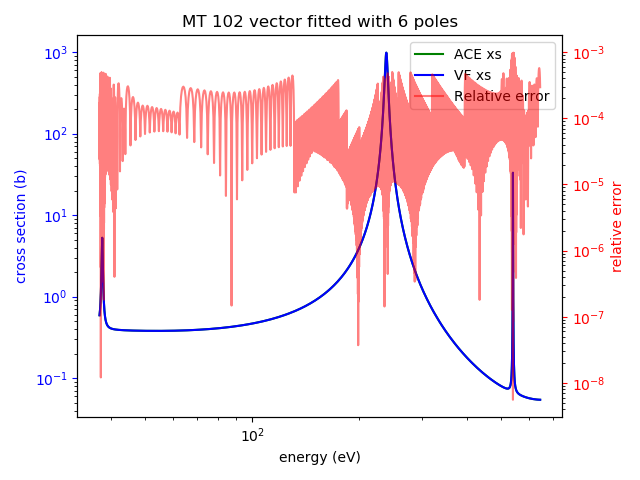 MT 102 vector fitted with 6 poles
ACE xs
VF xs
Relative error
cross section (b)
10³
10²
10¹
10⁰
10⁻¹
10⁻³
10⁻⁴
10⁻⁵
10⁻⁶
10⁻⁷
10⁻⁸
relative error
10²
energy (eV)